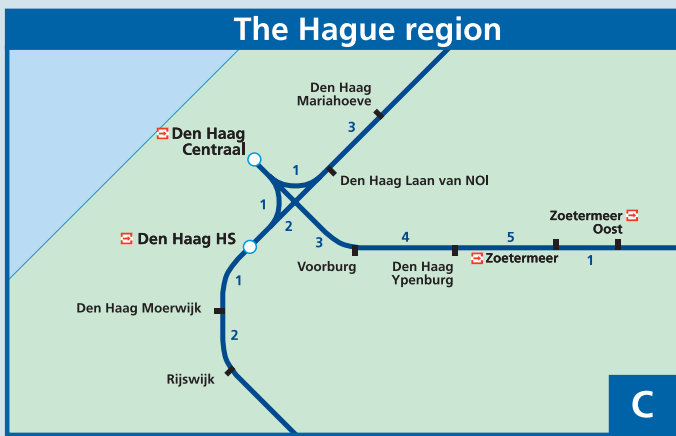 The Hague region
Den Haag
Mariahoeve
3
Den Haag
Centraal
1
Den Haag Laan van NOI
1
2
Zoetermeer
Oost
Den Haag HS
3
4
5
Voorburg
Den Haag
Ypenburg
Zoetermeer
1
1
Den Haag Moerwijk
2
Rijswijk
C